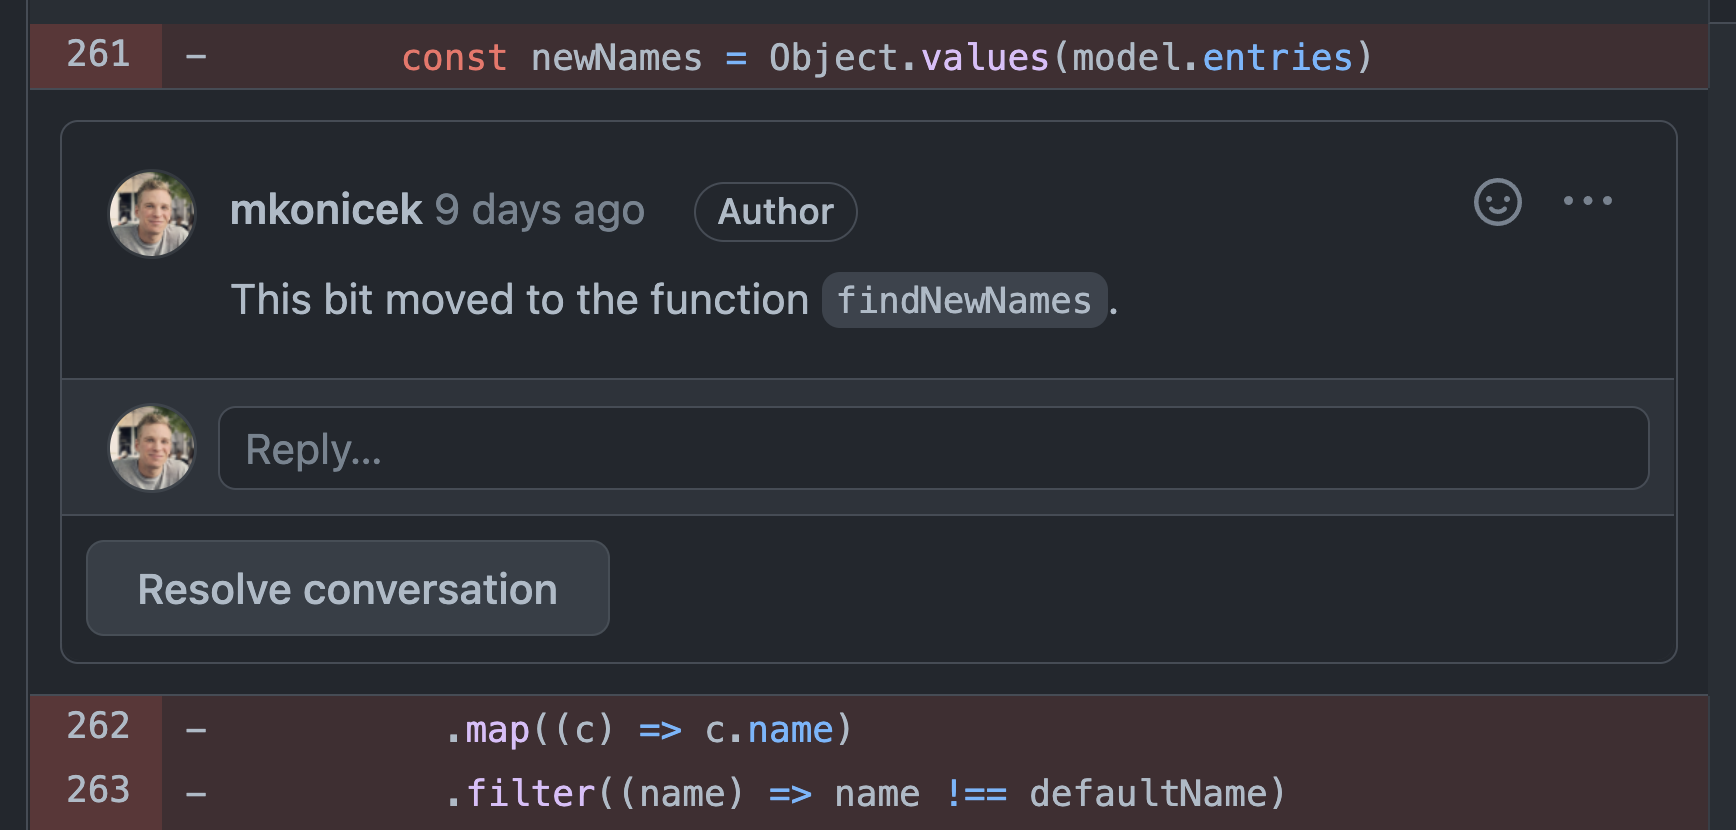 261 - const newNames = Object.values(model.entries)
mkonicek 9 days ago Author
This bit moved to the function findNewNames.
Reply...
Resolve conversation
262 - .map((c) => c.name)
263 - .filter((name) => name !== defaultName)